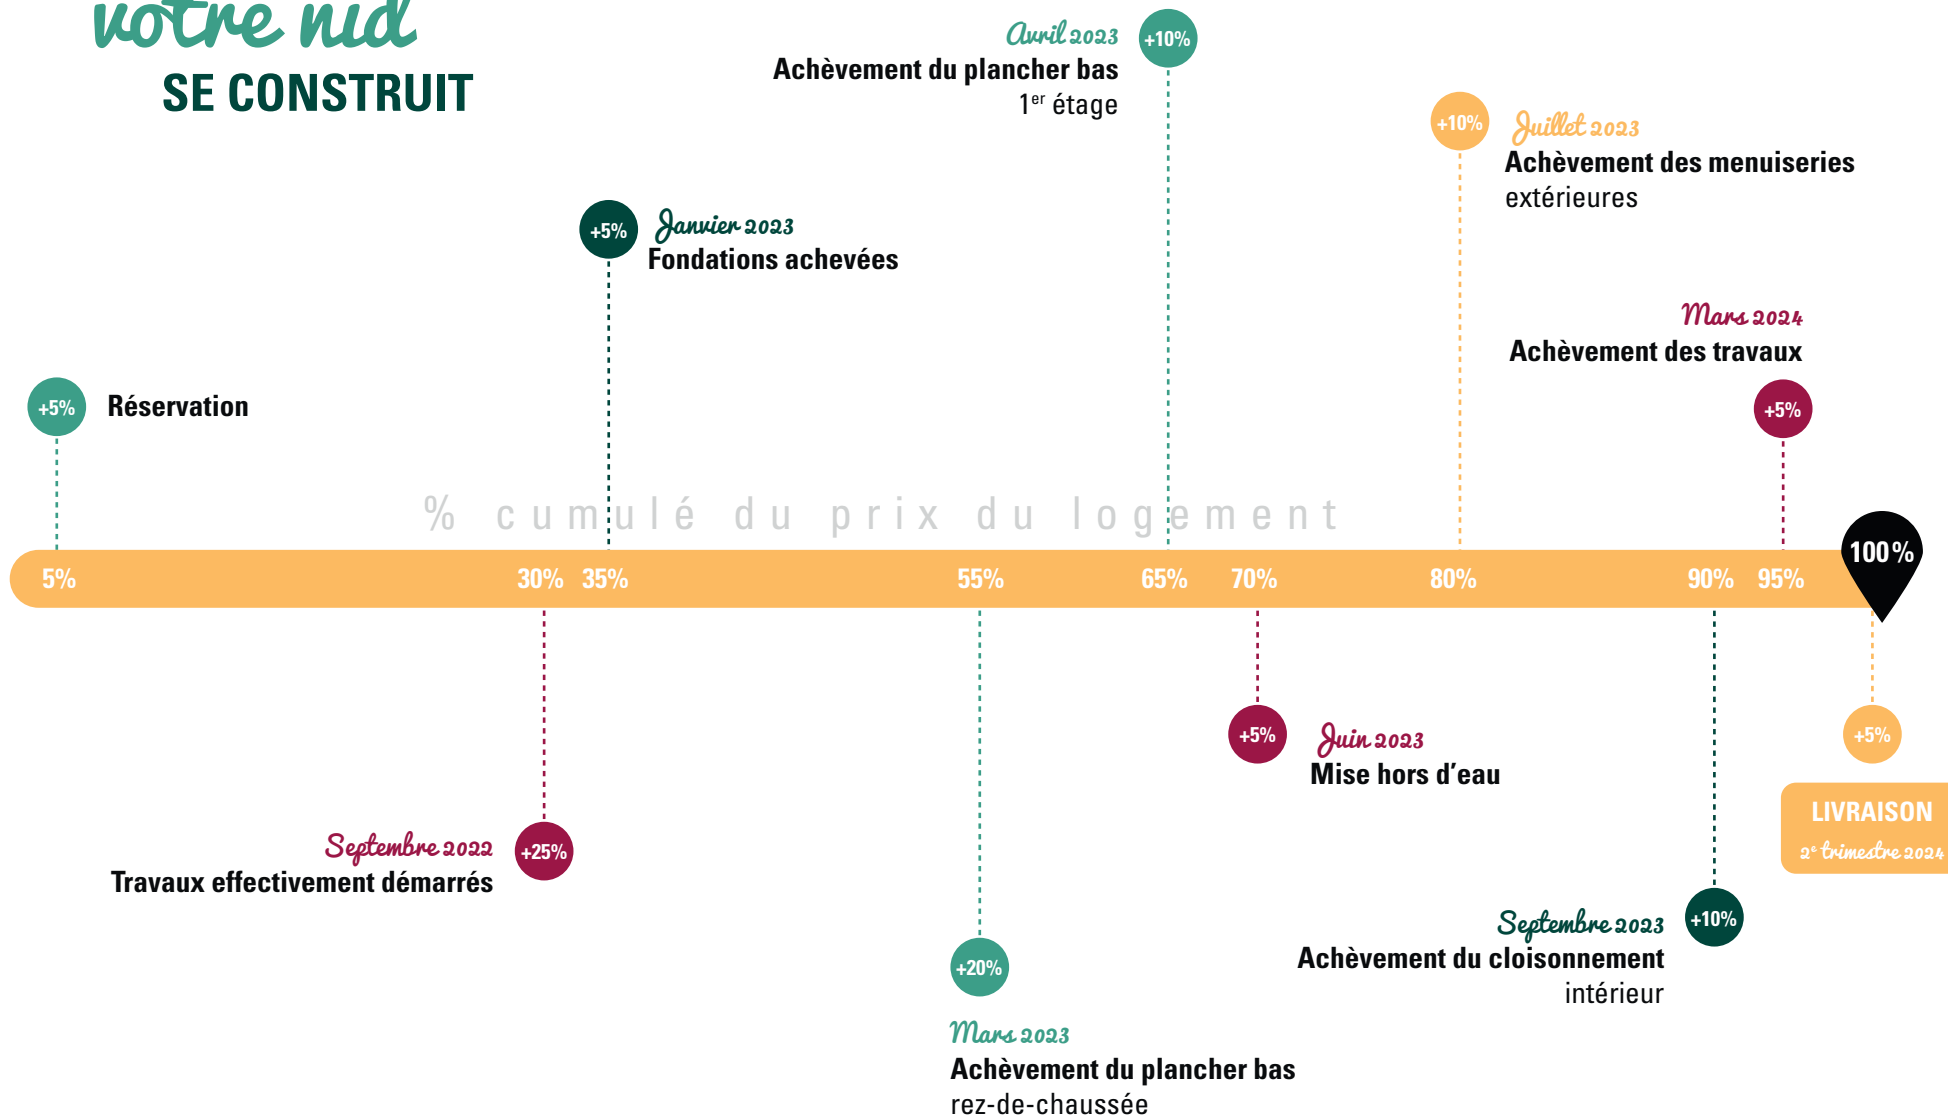 votre nid
SE CONSTRUIT
Avril 2023
+10%
Achèvement du plancher bas
1er étage
+10%
Juillet 2023
Achèvement des menuiseries
extérieures
+5%
Janvier 2023
Fondations achevées
Mars 2024
Achèvement des travaux
+5%
+5%
Réservation
% cumulé du prix du logement
5%
30%
35%
55%
65%
70%
80%
90%
95%
100%
+5%
Juin 2023
Mise hors d’eau
+5%
LIVRAISON
2e trimestre 2024
Septembre 2022
+25%
Travaux effectivement démarrés
Septembre 2023
+10%
Achèvement du cloisonnement
intérieur
+20%
Mars 2023
Achèvement du plancher bas
rez-de-chaussée